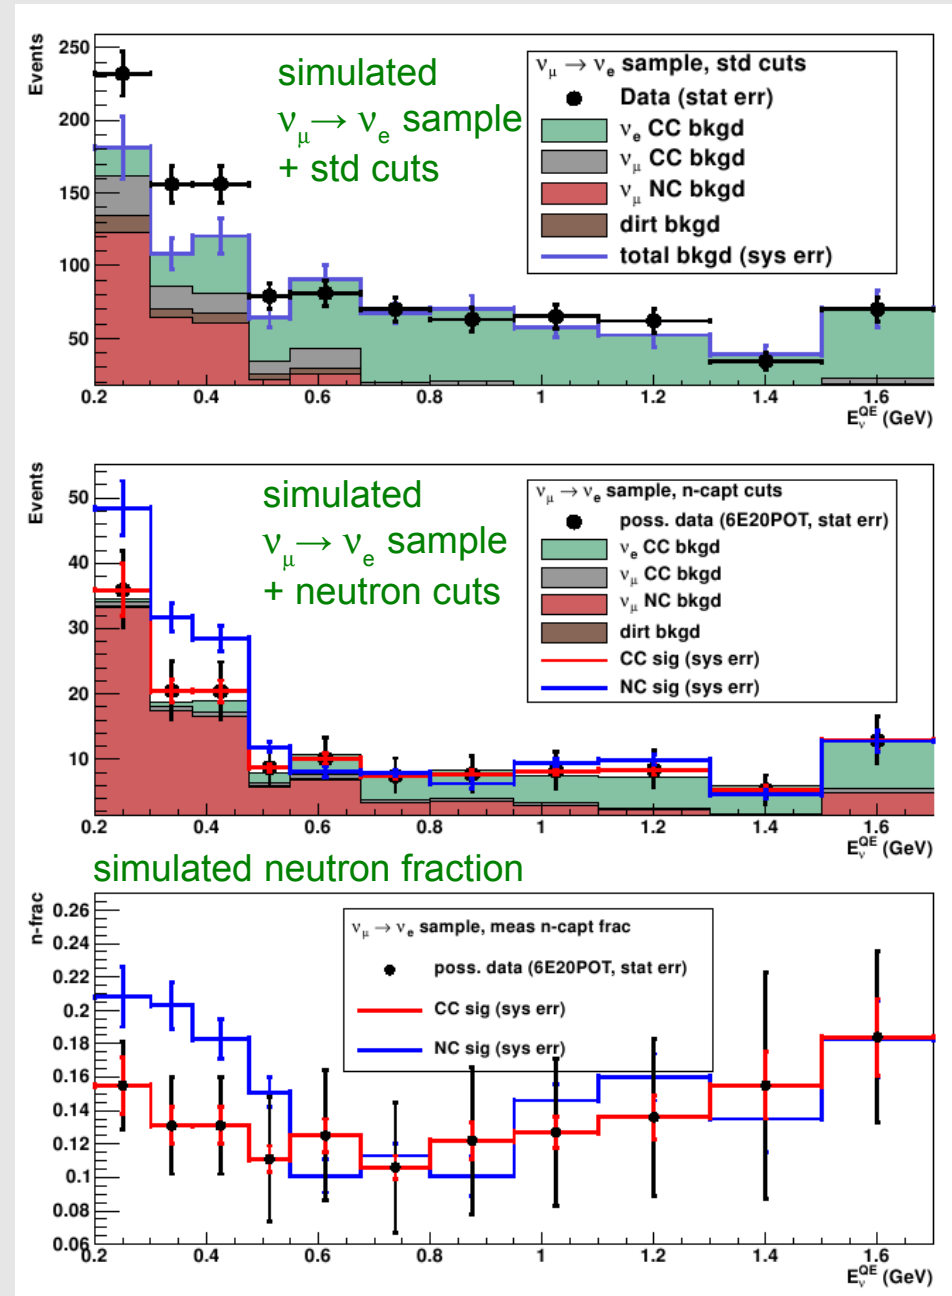 Events
250
200
150
100
50
simulated
νμ → νe sample
+ std cuts
νμ → νe sample, std cuts
Data (stat err)
νe CC bkgd
νμ CC bkgd
νμ NC bkgd
dirt bkgd
total bkgd (sys err)
0.2 0.4 0.6 0.8 1 1.2 1.4 1.6
EνQE (GeV)
Events
50
40
30
20
10
simulated
νμ → νe sample
+ neutron cuts
νμ → νe sample, n-capt cuts
poss. data (6E20POT, stat err)
νe CC bkgd
νμ CC bkgd
νμ NC bkgd
dirt bkgd
CC sig (sys err)
NC sig (sys err)
0.2 0.4 0.6 0.8 1 1.2 1.4 1.6
EνQE (GeV)
simulated neutron fraction
n-frac
0.26
0.24
0.22
0.2
0.18
0.16
0.14
0.12
0.1
0.08
0.06
νμ → νe sample, meas n-capt frac
poss. data (6E20POT, stat err)
CC sig (sys err)
NC sig (sys err)
0.2 0.4 0.6 0.8 1 1.2 1.4 1.6
EνQE (GeV)